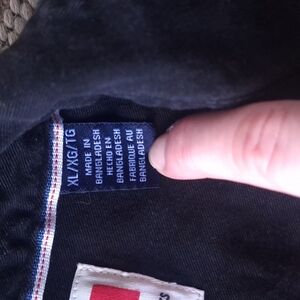 XL/XG/TG
MADE IN
BANGLADESH
HECHO EN
BANGLADESH
FABRIQUE AU
BANGLADESH